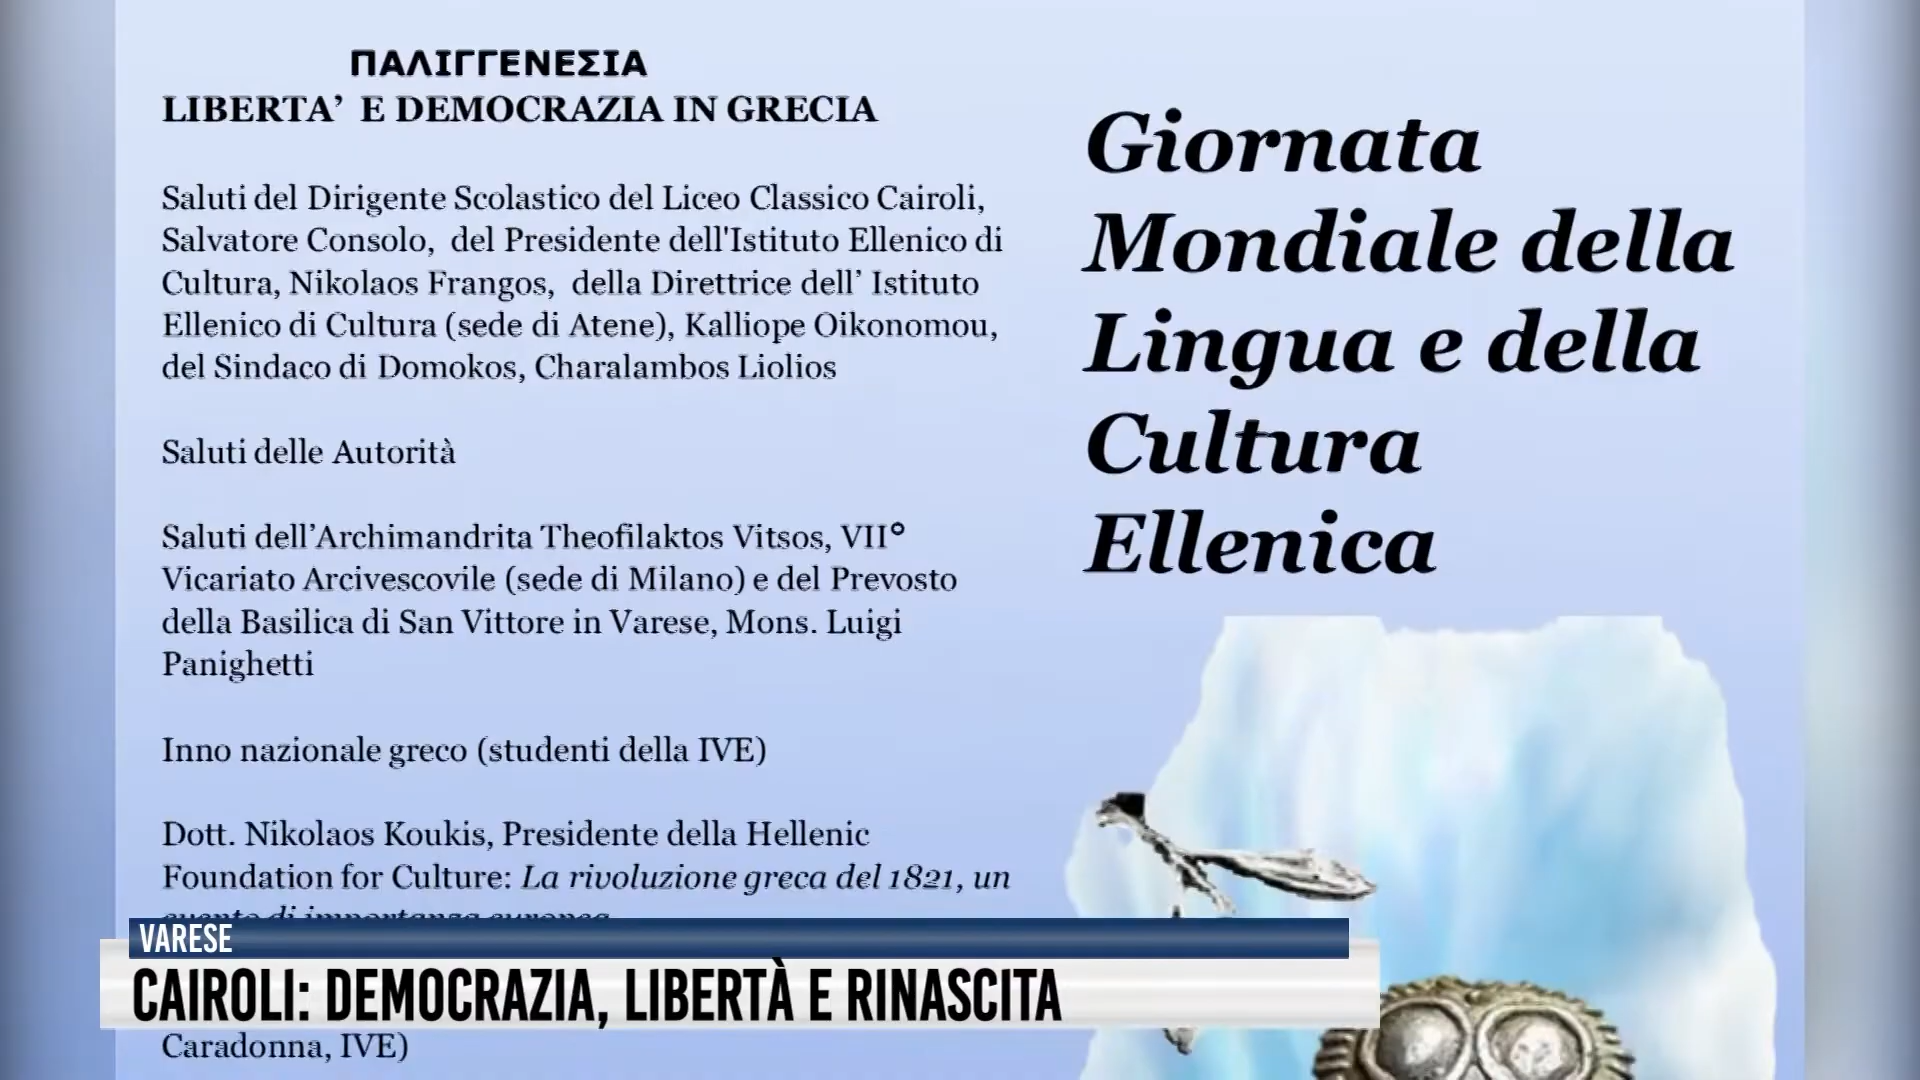 ΠΑΛΙΓΓΕΝΕΣΙΑ
LIBERTA’ E DEMOCRAZIA IN GRECIA
Saluti del Dirigente Scolastico del Liceo Classico Cairoli,
Salvatore Consolo, del Presidente dell'Istituto Ellenico di
Cultura, Nikolaos Frangos, della Direttrice dell’ Istituto
Ellenico di Cultura (sede di Atene), Kalliope Oikonomou,
del Sindaco di Domokos, Charalambos Liolios
Saluti delle Autorità
Saluti dell’Archimandrita Theofilaktos Vitsos, VII°
Vicariato Arcivescovile (sede di Milano) e del Prevosto
della Basilica di San Vittore in Varese, Mons. Luigi
Panighetti
Inno nazionale greco (studenti della IVE)
Dott. Nikolaos Koukis, Presidente della Hellenic
Foundation for Culture: La rivoluzione greca del 1821, un
evento di importanza europea
Caradonna, IVE)
Giornata
Mondiale della
Lingua e della
Cultura
Ellenica
VARESE
CAIROLI: DEMOCRAZIA, LIBERTÀ E RINASCITA